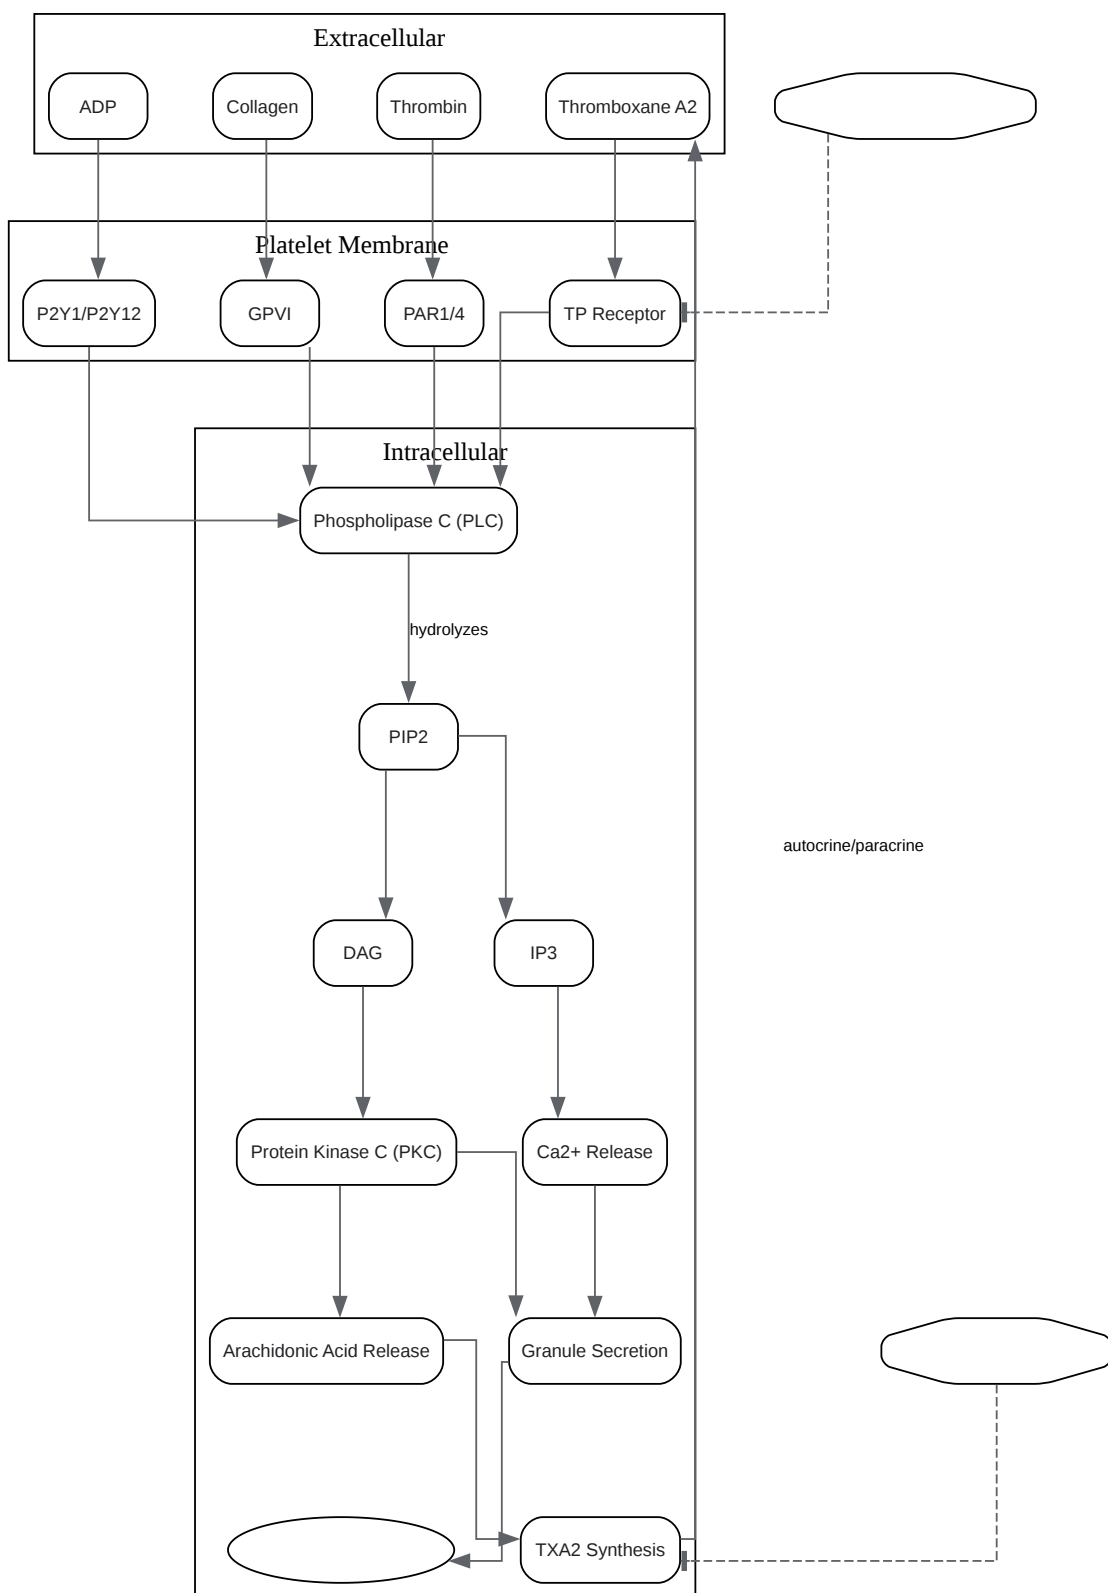 Extracellular
ADP
Collagen
Thrombin
Thromboxane A2
Platelet Membrane
P2Y1/P2Y12
GPVI
PAR1/4
TP Receptor
Intracellular
Phospholipase C (PLC)
hydrolyzes
PIP2
autocrine/paracrine
DAG
IP3
Protein Kinase C (PKC)
Ca2+ Release
Arachidonic Acid Release
Granule Secretion
TXA2 Synthesis